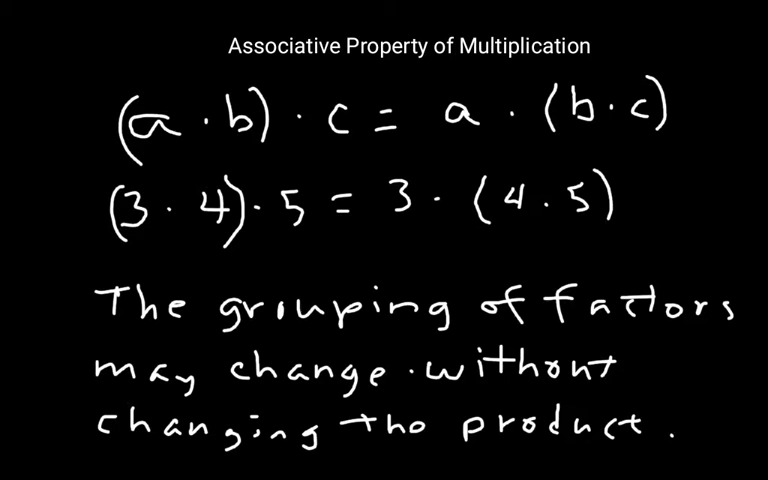 Associative Property of Multiplication
(a · b) · c = a · (b · c)
(3 · 4) · 5 = 3 · (4 · 5)
The grouping of factors
may change · without
changing the product.